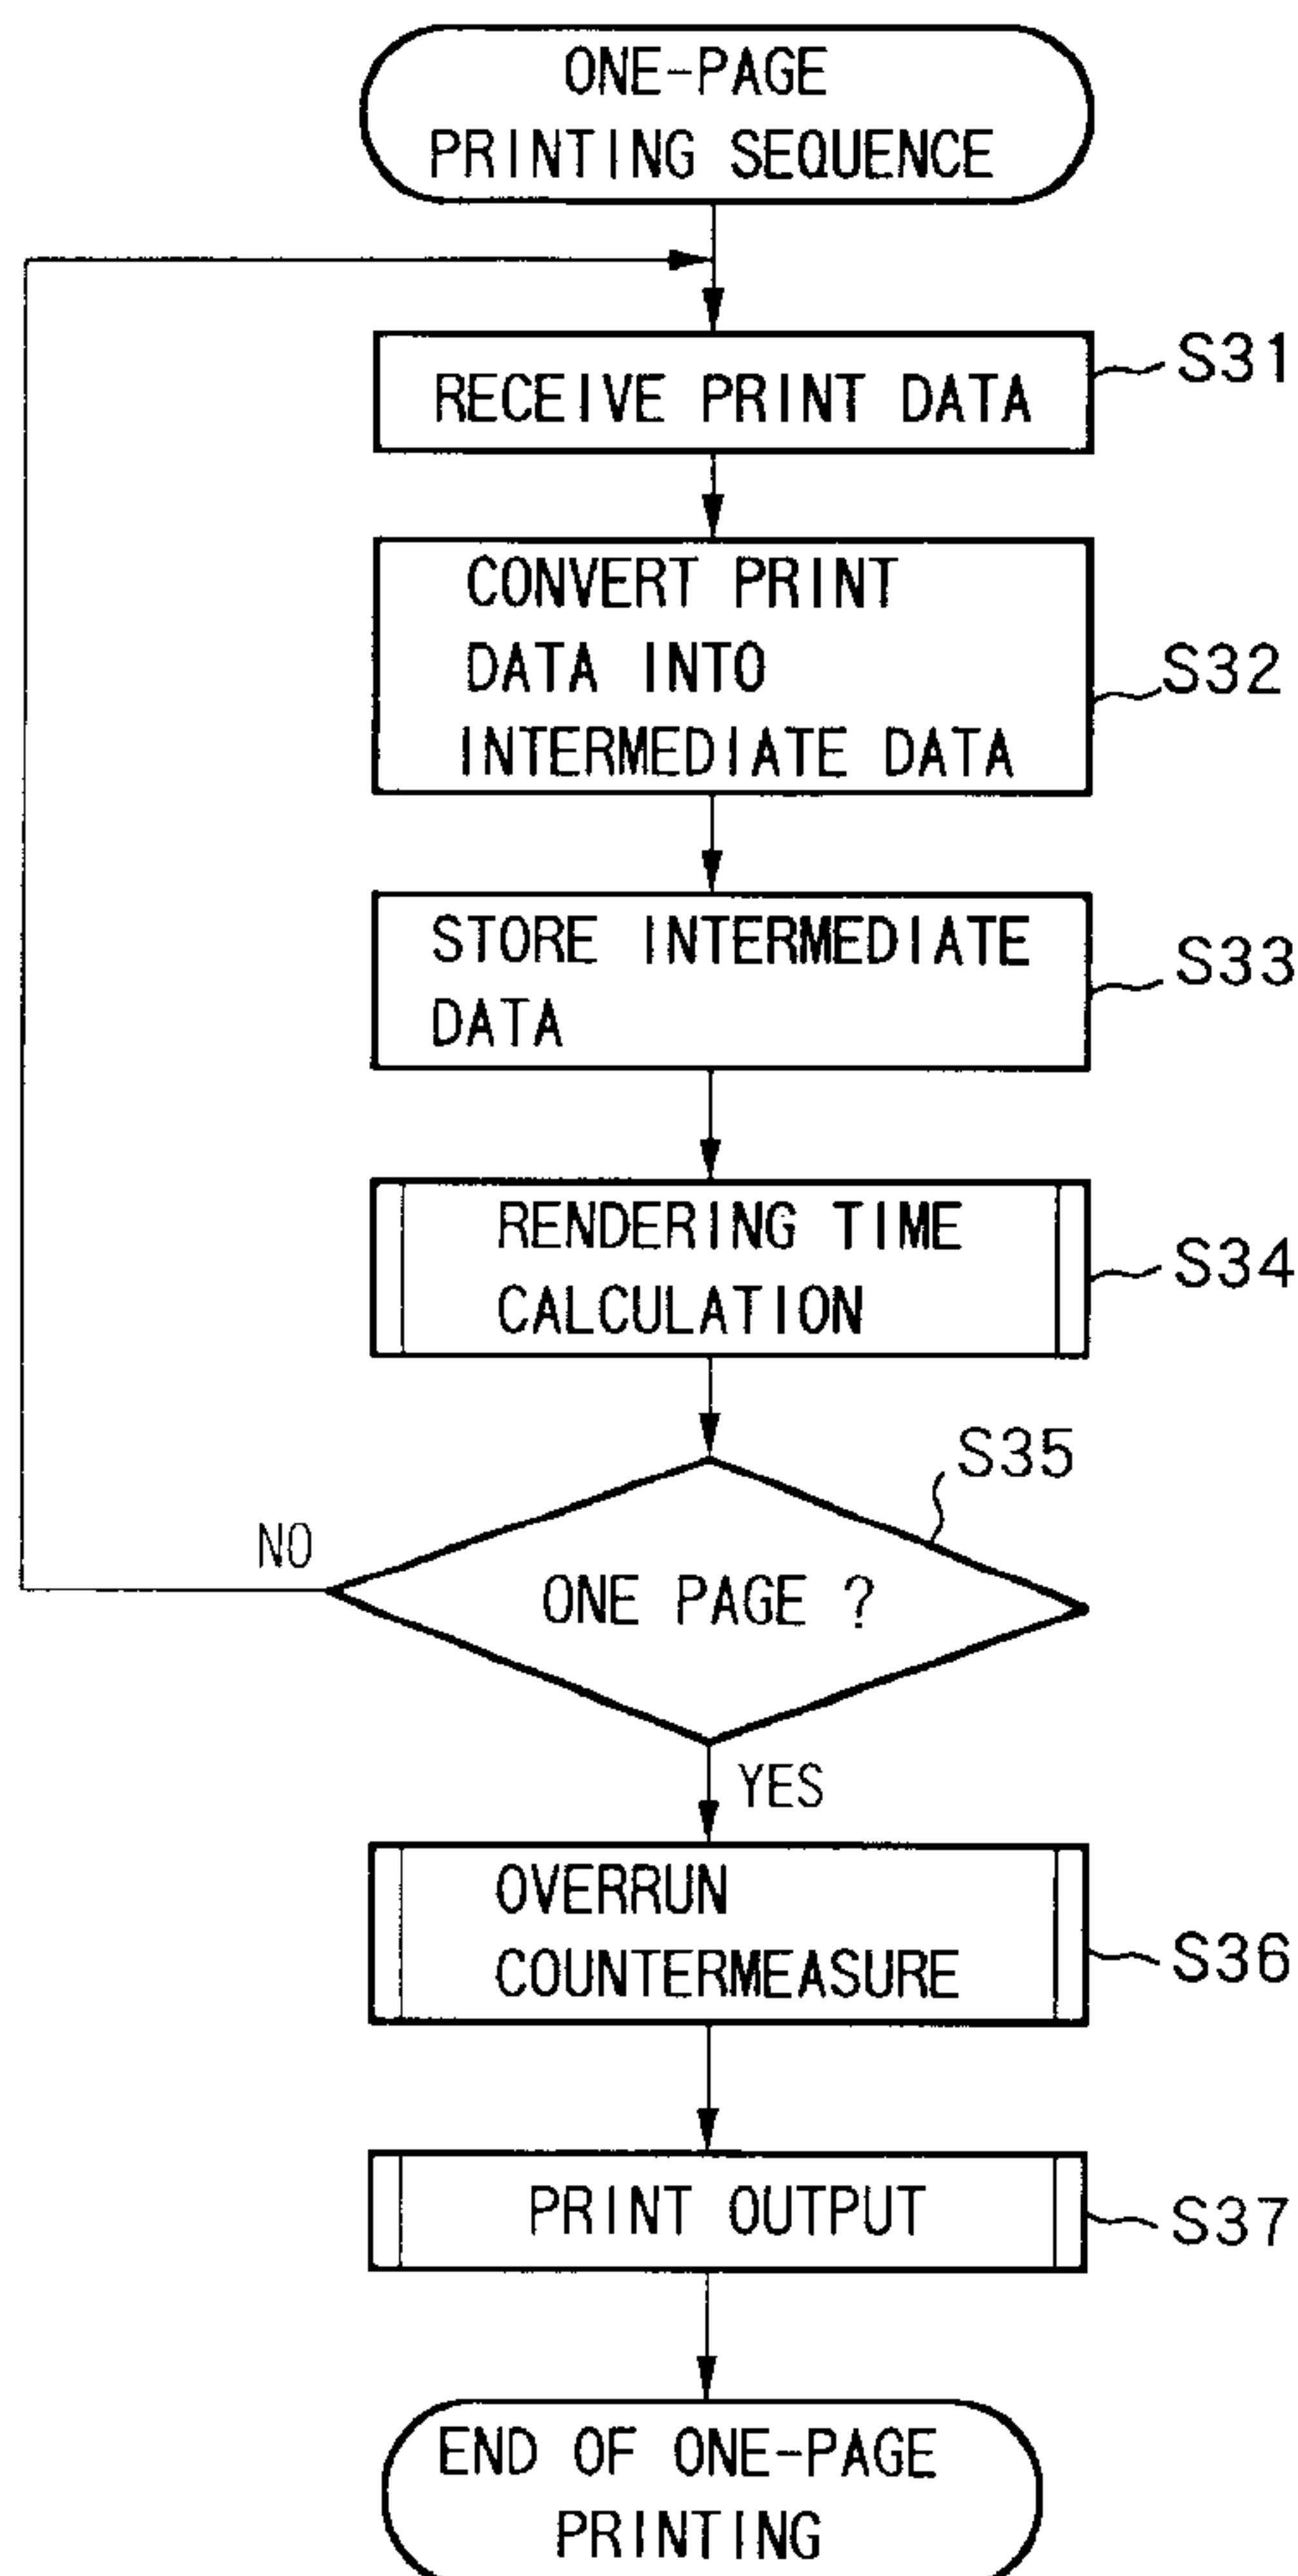 ONE-PAGE
PRINTING SEQUENCE
RECEIVE PRINT DATA
S31
CONVERT PRINT
DATA INTO
INTERMEDIATE DATA
S32
STORE INTERMEDIATE
DATA
S33
RENDERING TIME
CALCULATION
S34
S35
NO
ONE PAGE ?
YES
OVERRUN
COUNTERMEASURE
S36
PRINT OUTPUT
S37
END OF ONE-PAGE
PRINTING